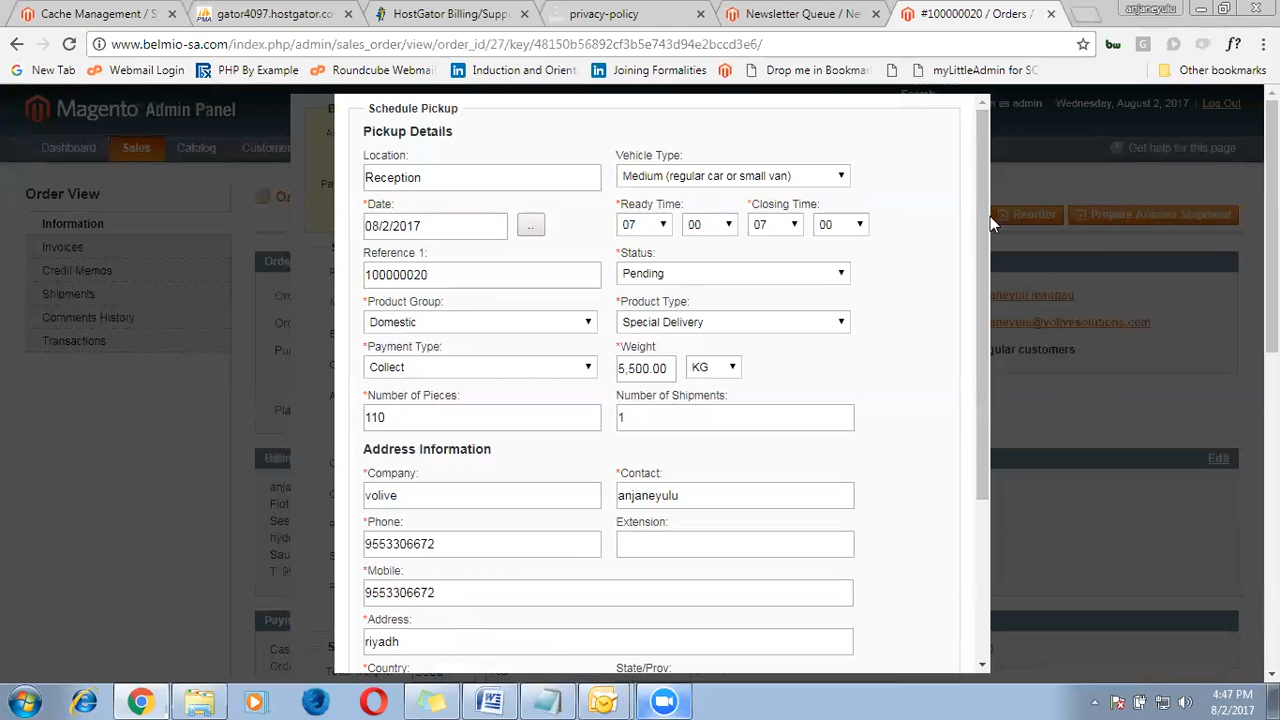 Cache Management / S
gator4097.hostgator.co
HostGator Billing/Suppo
privacy-policy
Newsletter Queue / Ne
#100000020 / Orders /
anjaneyulu
www.belmio-sa.com/index.php/admin/sales_order/view/order_id/27/key/48150b56892cf3b5e743d94e2bccd3e6/
New Tab
Webmail Login
PHP By Example
Roundcube Webmail
Induction and Orient
Joining Formalities
Drop me in Bookmar
myLittleAdmin for SQ
Other bookmarks
Magento Admin Panel
as admin
Wednesday, August 2, 2017
Log Out
Dashboard
Sales
Catalog
Customer
Get help for this page
Order View
Information
Invoices
Credit Memos
Shipments
Comments History
Transactions
Reorder
Prepare Aramex Shipment
gular customers
Edit
Schedule Pickup
Pickup Details
Location:
Vehicle Type:
Reception
Medium (regular car or small van)
*Date:
*Ready Time:
*Closing Time:
08/2/2017
..
07
00
07
00
Reference 1:
*Status:
100000020
Pending
*Product Group:
*Product Type:
Domestic
Special Delivery
*Payment Type:
*Weight
Collect
5,500.00
KG
*Number of Pieces:
Number of Shipments:
110
1
Address Information
*Company:
*Contact:
volive
anjaneyulu
*Phone:
Extension:
9553306672
*Mobile:
9553306672
*Address:
riyadh
*Country:
State/Prov:
4:47 PM
8/2/2017